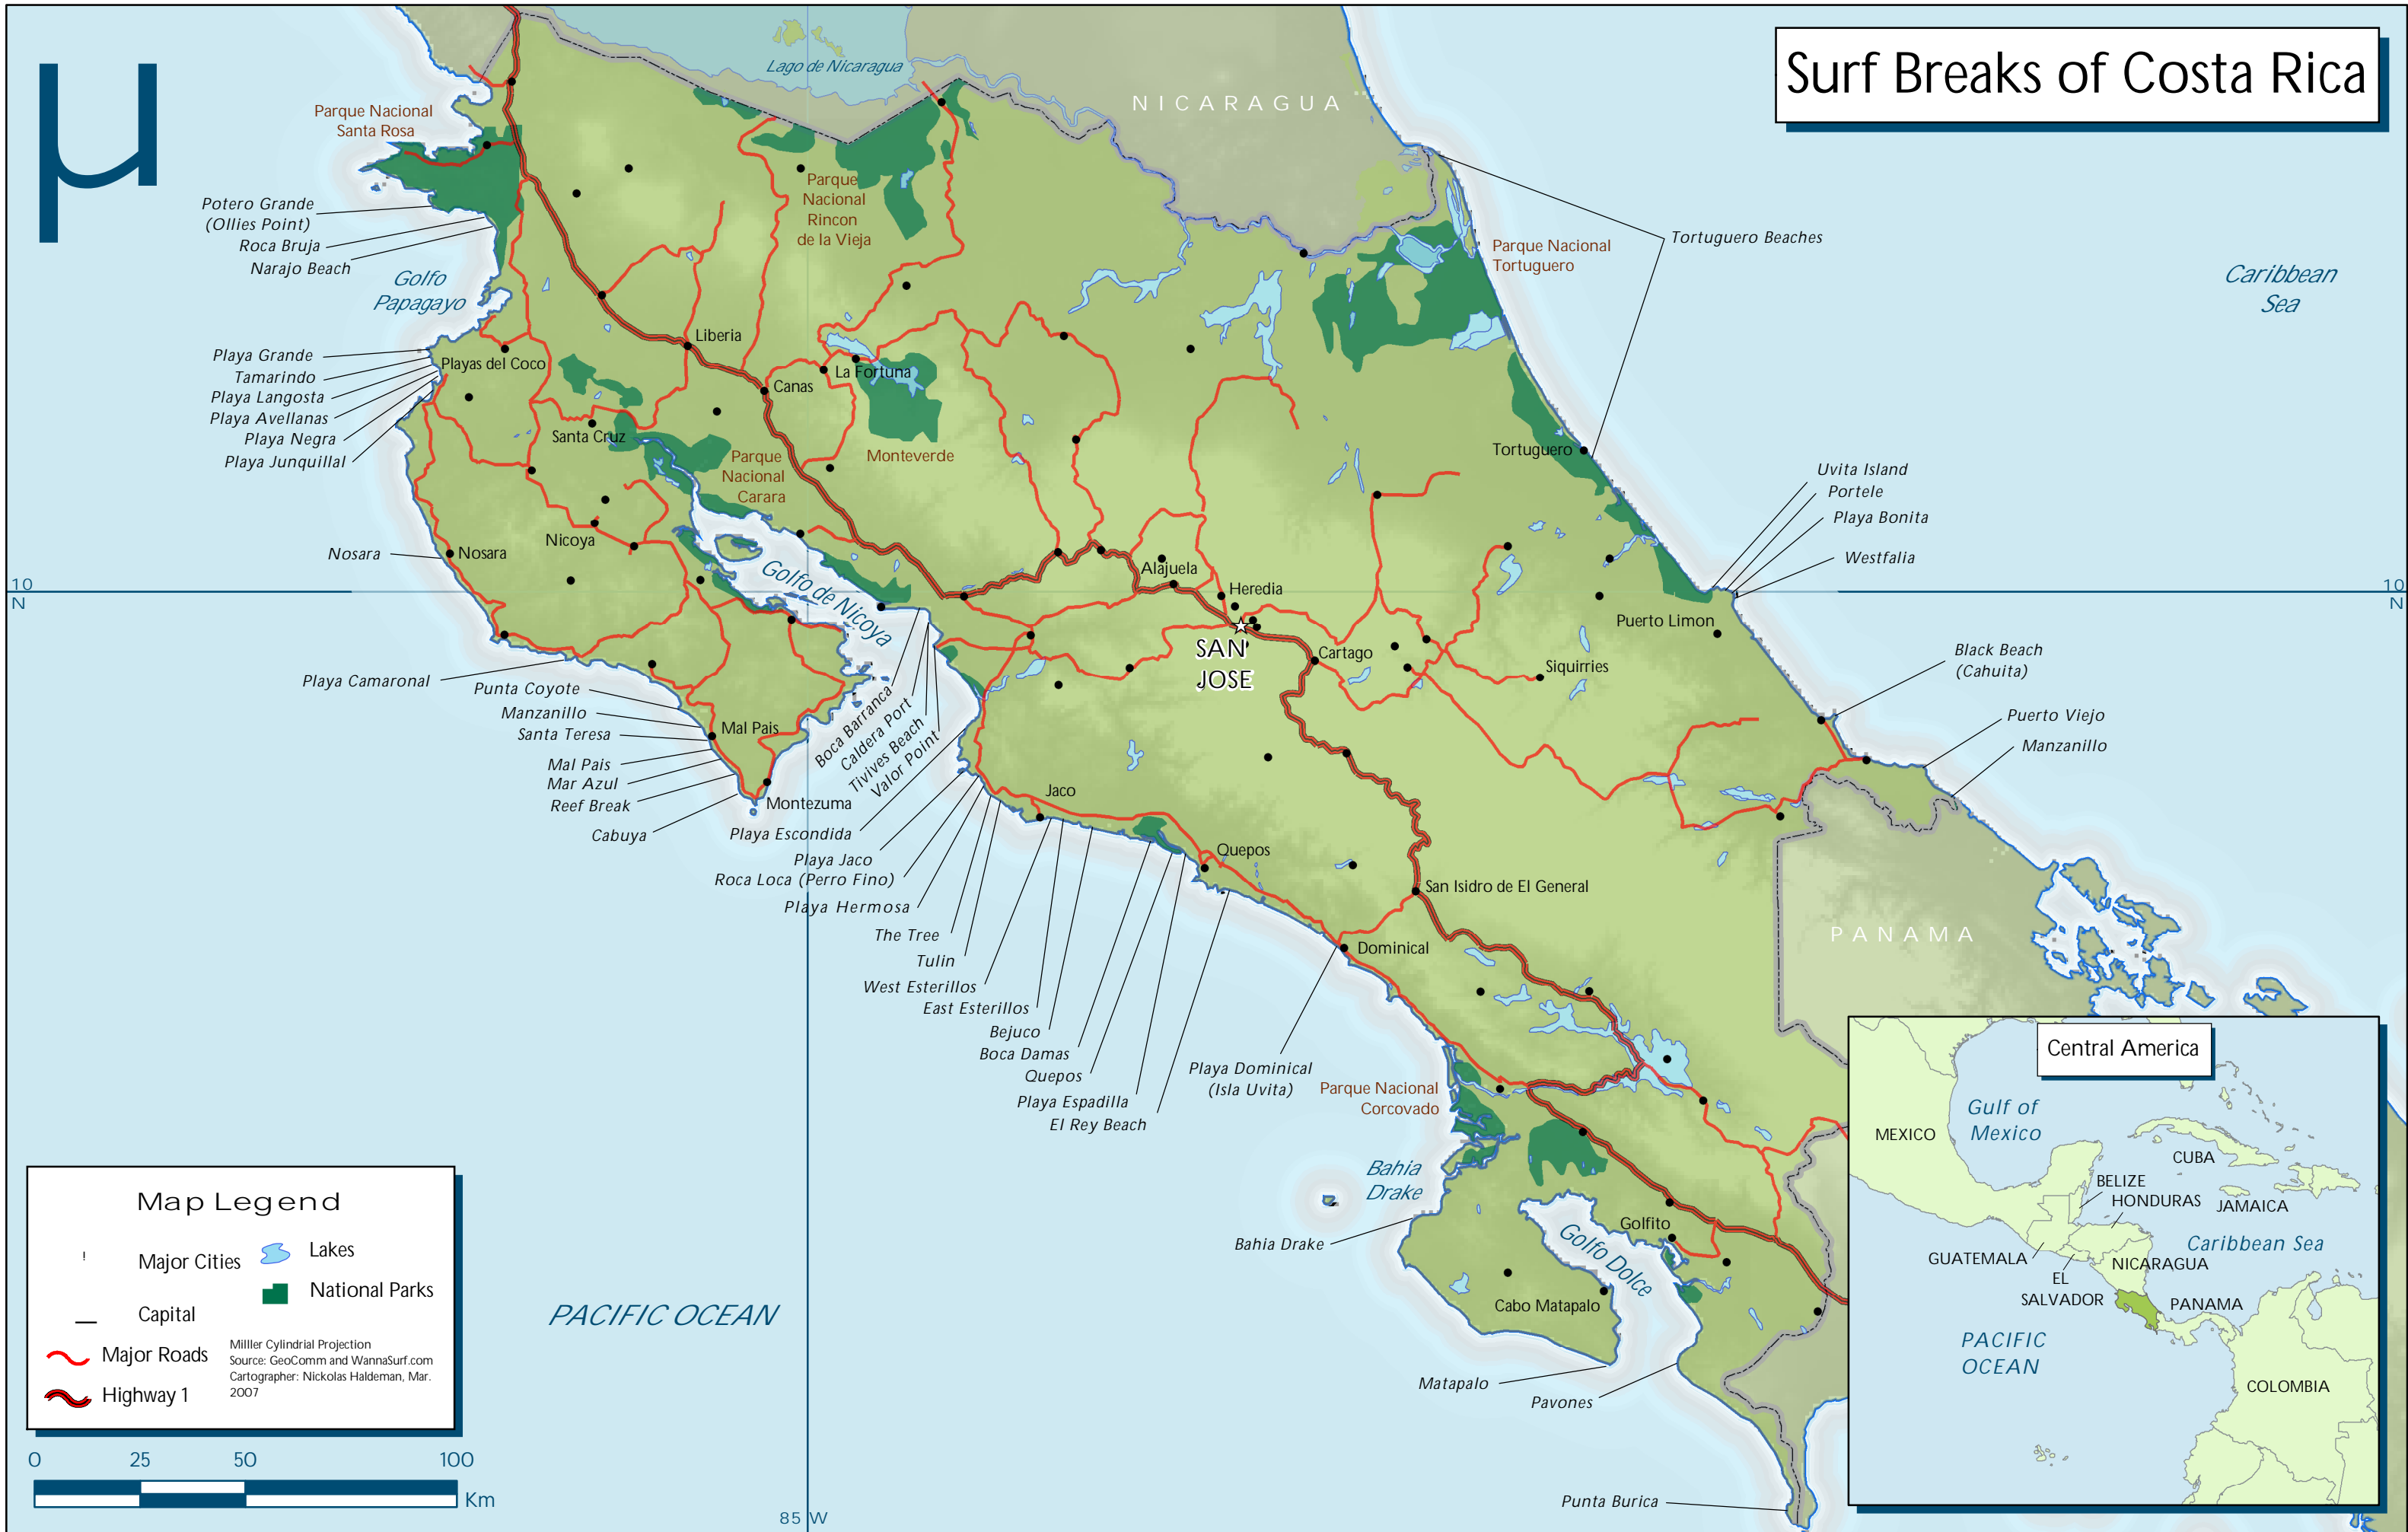 μ
Surf Breaks of Costa Rica
Lago de Nicaragua
NICARAGUA
Parque Nacional
Santa Rosa
Parque
Nacional
Rincon
de la Vieja
Potero Grande
(Ollies Point)
Roca Bruja
Narajo Beach
Golfo
Papagayo
Parque Nacional
Tortuguero
Tortuguero Beaches
Caribbean
Sea
Playa Grande
Tamarindo
Playa Langosta
Playa Avellanas
Playa Negra
Playa Junquillal
Playas del Coco
Liberia
Canas
La Fortuna
Santa Cruz
Parque
Nacional
Carara
Monteverde
Tortuguero
Uvita Island
Portele
Playa Bonita
Westfalia
Nosara
Nosara
Nicoya
Golfo de Nicoya
Alajuela
Heredia
10
N
10
N
SAN
JOSE
Cartago
Siquirries
Puerto Limon
Playa Camaronal
Punta Coyote
Manzanillo
Santa Teresa
Mal Pais
Mar Azul
Reef Break
Cabuya
Mal Pais
Montezuma
Boca Barranca
Caldera Port
Tivives Beach
Valor Point
Black Beach
(Cahuita)
Puerto Viejo
Manzanillo
Jaco
Playa Escondida
Playa Jaco
Roca Loca (Perro Fino)
Playa Hermosa
The Tree
Tulin
West Esterillos
East Esterillos
Bejuco
Boca Damas
Quepos
Playa Espadilla
El Rey Beach
Quepos
San Isidro de El General
Dominical
PANAMA
Playa Dominical
(Isla Uvita)
Parque Nacional
Corcovado
Bahia
Drake
Bahia Drake
Golfito
Golfo Dolce
Cabo Matapalo
Matapalo
Pavones
Punta Burica
PACIFIC OCEAN
85 W
Map Legend
! Major Cities
Lakes
National Parks
Capital
Major Roads
Highway 1
Milller Cylindrial Projection
Source: GeoComm and WannaSurf.com
Cartographer: Nickolas Haldeman, Mar.
2007
0 25 50 100
Km
Central America
Gulf of
Mexico
MEXICO
CUBA
BELIZE
HONDURAS
JAMAICA
Caribbean Sea
GUATEMALA
NICARAGUA
EL
SALVADOR
PANAMA
PACIFIC
OCEAN
COLOMBIA